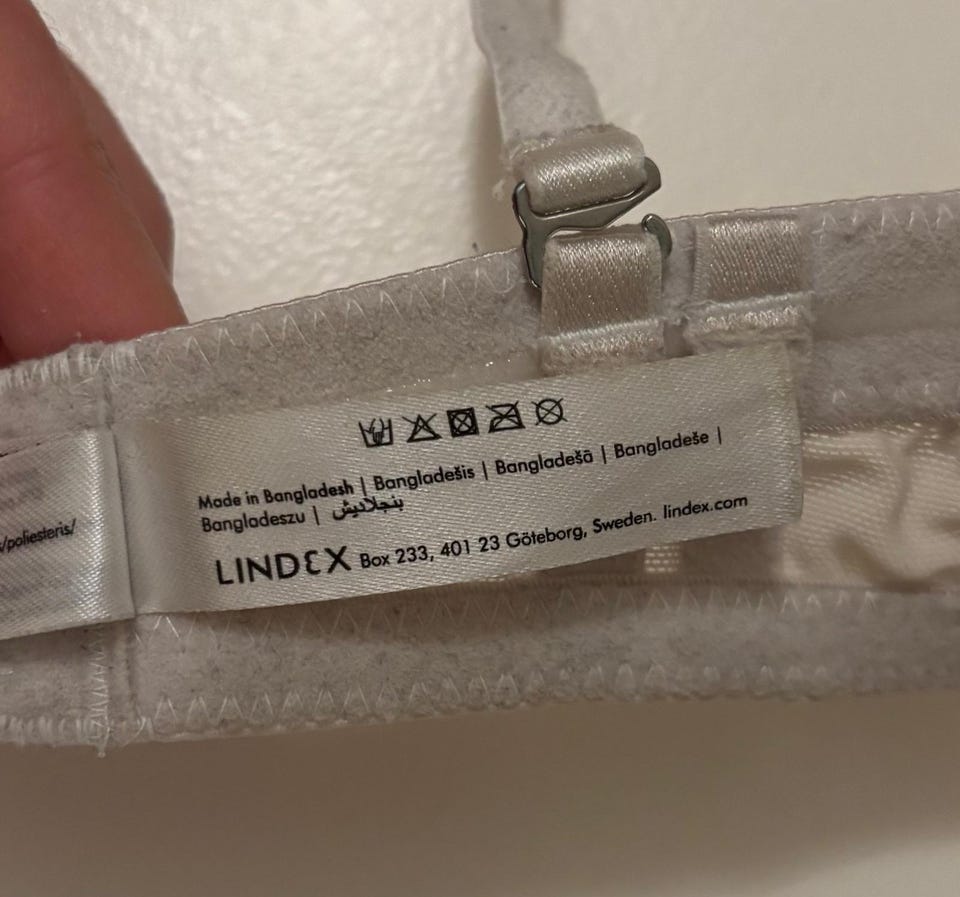 /poliesteris/
Made in Bangladesh | Bangladešis | Bangladešā | Bangladeše |
Bangladeszu | بنجلاديش
LINDEX Box 233, 401 23 Göteborg, Sweden. lindex.com